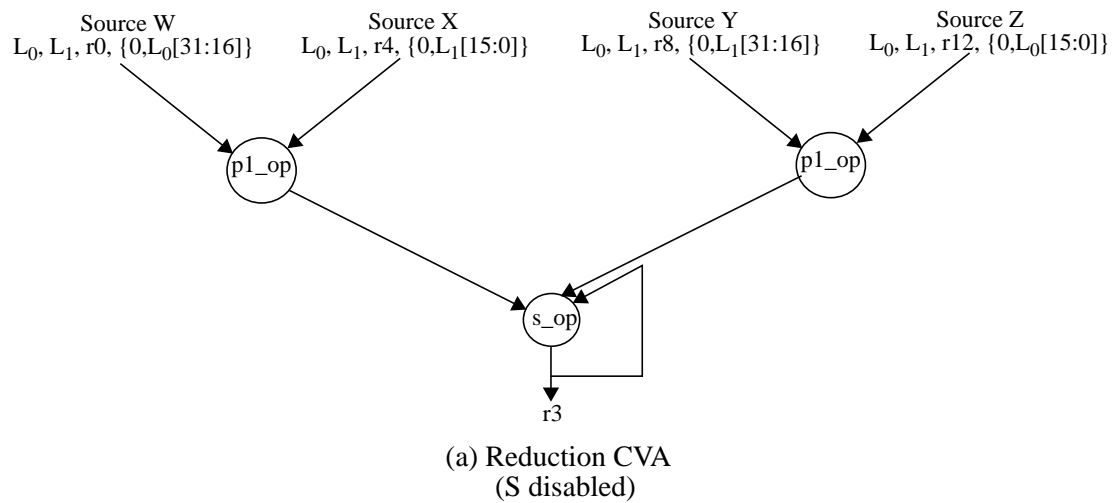 Source W Source X Source Y Source Z
L0, L1, r0, {0,L0[31:16]} L0, L1, r4, {0,L1[15:0]} L0, L1, r8, {0,L1[31:16]} L0, L1, r12, {0,L0[15:0]}
p1_op p1_op
s_op
r3
(a) Reduction CVA
(S disabled)